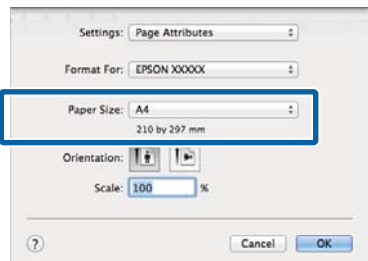 Settings: Page Attributes
Format For: EPSON XXXXX
Paper Size: A4
210 by 297 mm
Orientation:
Scale: 100 %
? Cancel OK